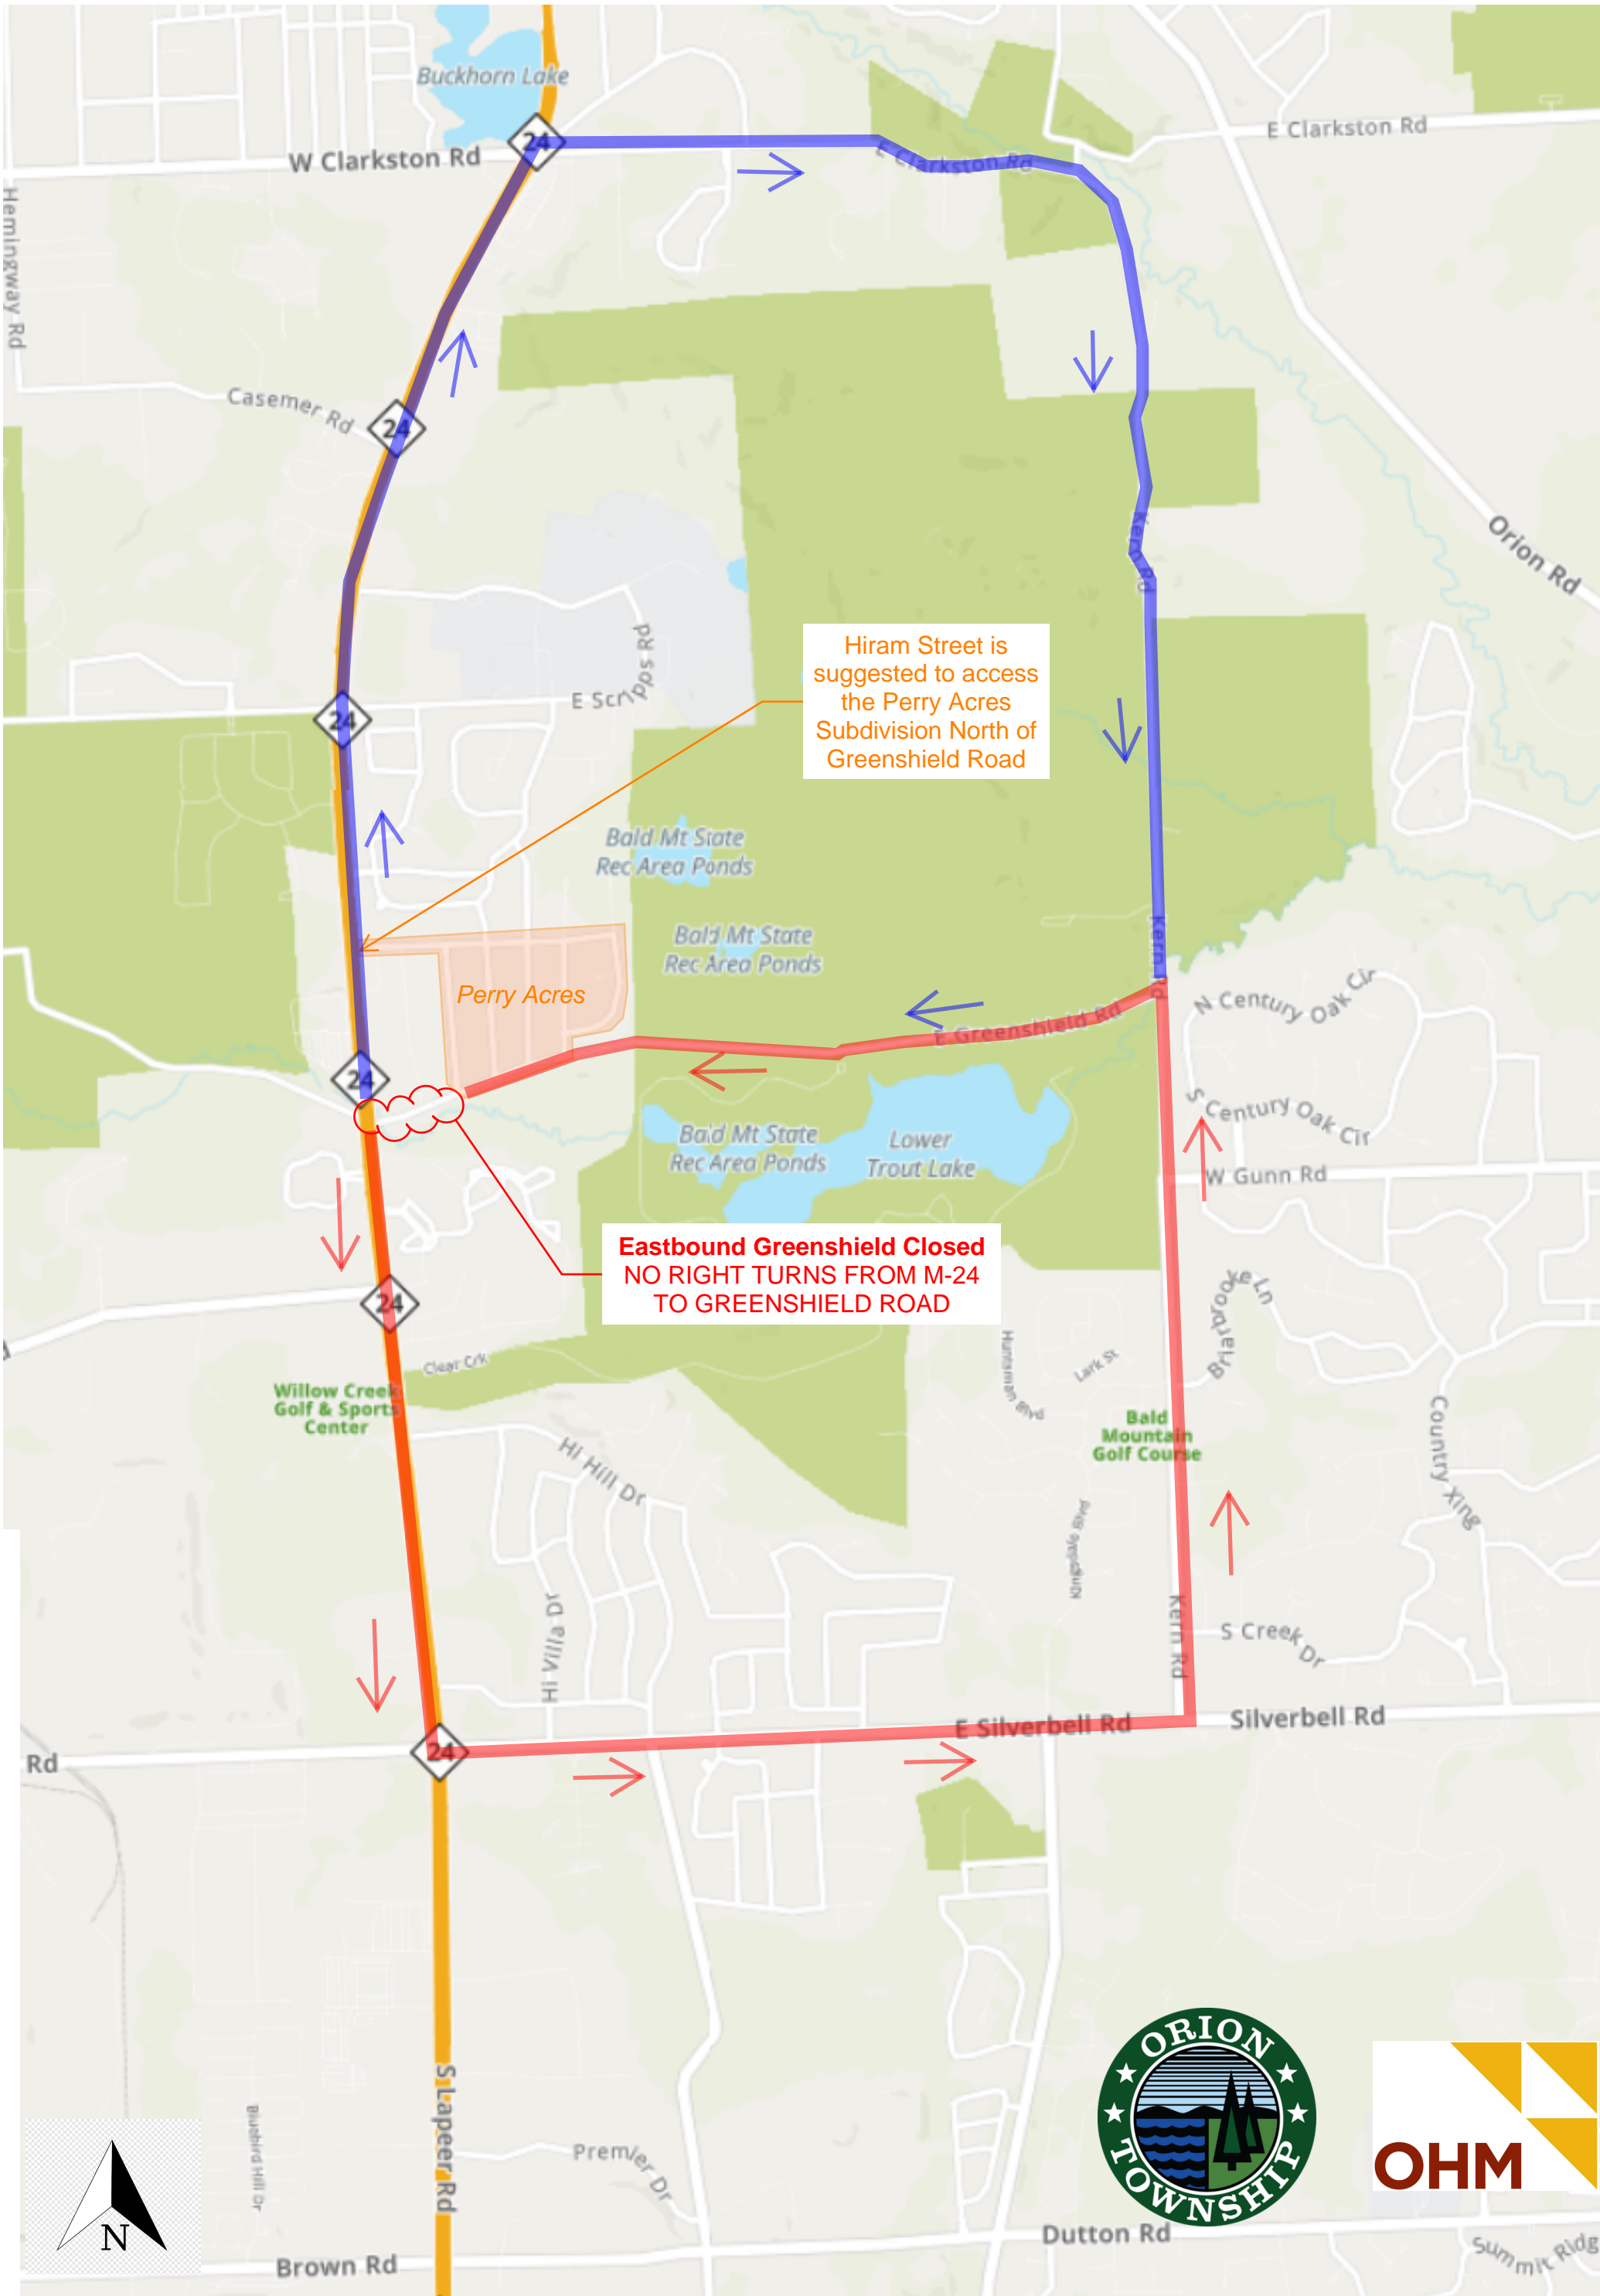 Buckhorn Lake
24
W Clarkston Rd
E Clarkston Rd
E Clarkston Rd
Hemingway Rd
Casemer Rd
24
Kern Rd
Orion Rd
Hiram Street is
suggested to access
the Perry Acres
Subdivision North of
Greenshield Road
E Scripps Rd
24
Bald Mt State
Rec Area Ponds
Bald Mt State
Rec Area Ponds
Kern Rd
Perry Acres
N Century Oak Cir
E Greenshield Rd
24
S Century Oak Cir
Bald Mt State
Rec Area Ponds
Lower
Trout Lake
W Gunn Rd
Eastbound Greenshield Closed
NO RIGHT TURNS FROM M-24
TO GREENSHIELD ROAD
24
Briarbrooke Ln
Clear Crk
Huntsman Blvd
Lark St
Willow Creek
Golf & Sports
Center
Bald
Mountain
Golf Course
Country Xing
Hi Hill Dr
Kingsdale Blvd
Hi Villa Dr
Kern Rd
S Creek Dr
E Silverbell Rd
Silverbell Rd
Rd
24
S Lapeer Rd
Bluebird Hill Dr
Premier Dr
ORION
TOWNSHIP
OHM
N
Brown Rd
Dutton Rd
Summit Ridg